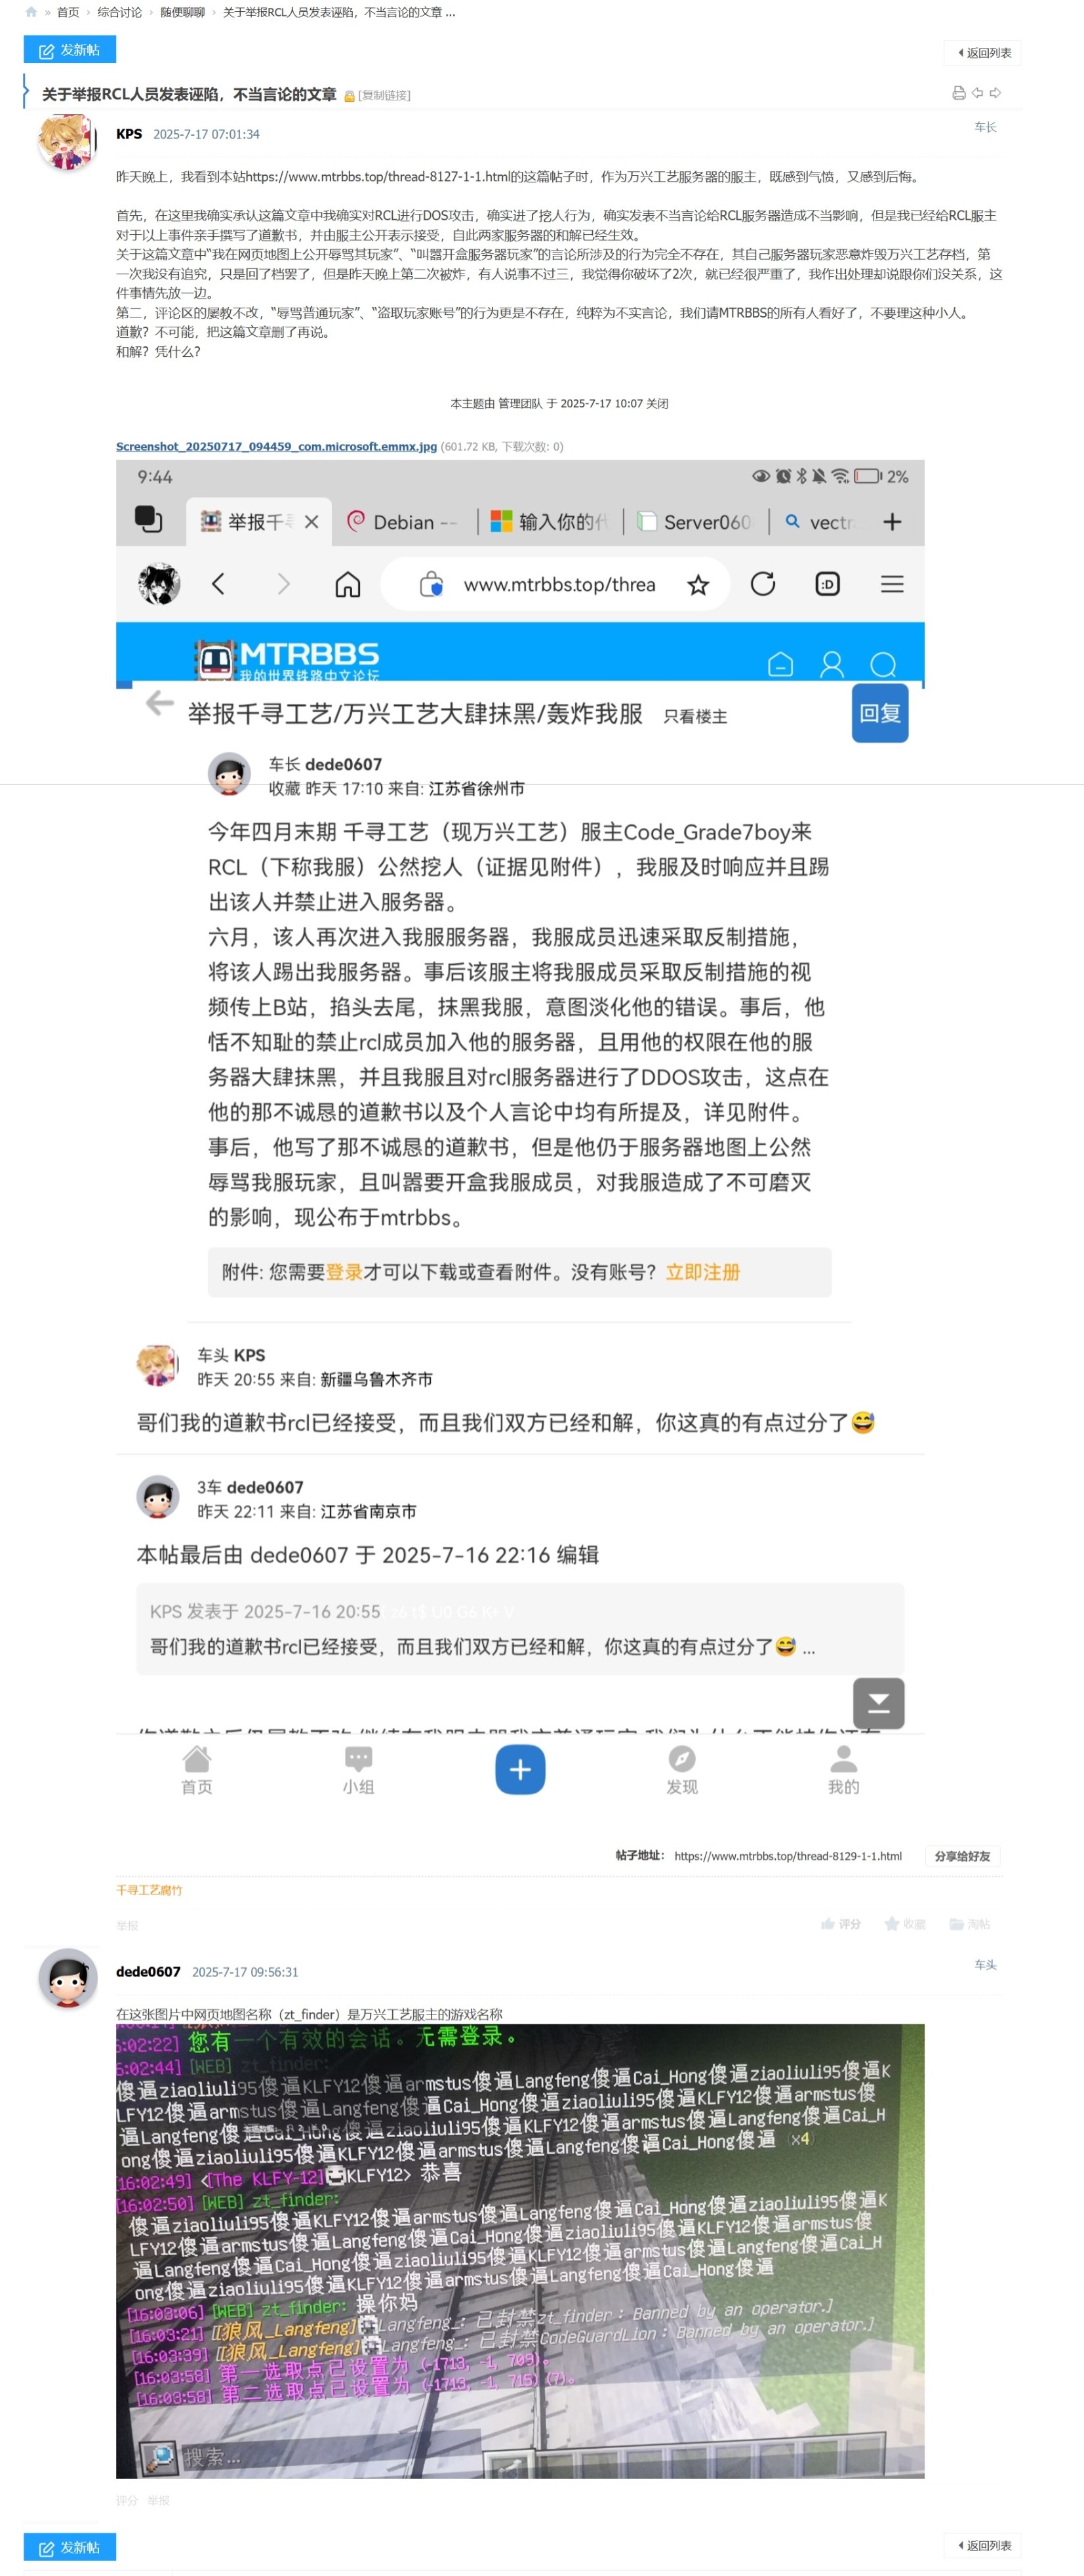 » 首页 › 综合讨论 › 随便聊聊 › 关于举报RCL人员发表诬陷，不当言论的文章 ...
发新帖
返回列表
关于举报RCL人员发表诬陷，不当言论的文章 [复制链接]
KPS 2025-7-17 07:01:34
车长
昨天晚上，我看到本站https://www.mtrbbs.top/thread-8127-1-1.html的这篇帖子时，作为万兴工艺服务器的服主，既感到气愤，又感到后悔。
首先，在这里我确实承认这篇文章中我确实对RCL进行DOS攻击，确实进了挖人行为，确实发表不当言论给RCL服务器造成不当影响，但是我已经给RCL服主
对于以上事件亲手撰写了道歉书，并由服主公开表示接受，自此两家服务器的和解已经生效。
关于这篇文章中“我在网页地图上公开辱骂其玩家”、“叫嚣开盒服务器玩家”的言论所涉及的行为完全不存在，其自己服务器玩家恶意炸毁万兴工艺存档，第
一次我没有追究，只是回了档罢了，但是昨天晚上第二次被炸，有人说事不过三，我觉得你破坏了2次，就已经很严重了，我作出处理却说跟你们没关系，这
件事情先放一边。
第二，评论区的屡教不改，“辱骂普通玩家”、“盗取玩家账号”的行为更是不存在，纯粹为不实言论，我们请MTRBBS的所有人看好了，不要理这种小人。
道歉？不可能，把这篇文章删了再说。
和解？凭什么？
本主题由 管理团队 于 2025-7-17 10:07 关闭
Screenshot_20250717_094459_com.microsoft.emmx.jpg (601.72 KB, 下载次数: 0)
9:44
2%
举报千寻
Debian --
输入你的代
Server060
vectr
www.mtrbbs.top/threa
MTRBBS
我的世界铁路中文论坛
举报千寻工艺/万兴工艺大肆抹黑/轰炸我服 只看楼主
回复
车长 dede0607
收藏 昨天 17:10 来自: 江苏省徐州市
今年四月末期 千寻工艺（现万兴工艺）服主Code_Grade7boy来
RCL（下称我服）公然挖人（证据见附件），我服及时响应并且踢
出该人并禁止进入服务器。
六月，该人再次进入我服服务器，我服成员迅速采取反制措施，
将该人踢出我服务器。事后该服主将我服成员采取反制措施的视
频传上B站，掐头去尾，抹黑我服，意图淡化他的错误。事后，他
恬不知耻的禁止rcl成员加入他的服务器，且用他的权限在他的服
务器大肆抹黑，并且我服且对rcl服务器进行了DDOS攻击，这点在
他的那不诚恳的道歉书以及个人言论中均有所提及，详见附件。
事后，他写了那不诚恳的道歉书，但是他仍于服务器地图上公然
辱骂我服玩家，且叫嚣要开盒我服成员，对我服造成了不可磨灭
的影响，现公布于mtrbbs。
附件: 您需要登录才可以下载或查看附件。没有账号？立即注册
车头 KPS
昨天 20:55 来自: 新疆乌鲁木齐市
哥们我的道歉书rcl已经接受，而且我们双方已经和解，你这真的有点过分了😅
3车 dede0607
昨天 22:11 来自: 江苏省南京市
本帖最后由 dede0607 于 2025-7-16 22:16 编辑
KPS 发表于 2025-7-16 20:55
哥们我的道歉书rcl已经接受，而且我们双方已经和解，你这真的有点过分了😅 ...
首页
小组
发现
我的
帖子地址： https://www.mtrbbs.top/thread-8129-1-1.html
分享给好友
千寻工艺腐竹
举报
评分
收藏
淘帖
dede0607 2025-7-17 09:56:31
车头
在这张图片中网页地图名称（zt_finder）是万兴工艺服主的游戏名称
6:02:22] 您有一个有效的会话。无需登录。
6:02:44] [WEB] zt_finder:
傻逼ziaoliuli95傻逼KLFY12傻逼armstus傻逼Langfeng傻逼Cai_Hong傻逼ziaoliuli95傻逼K
LFY12傻逼armstus傻逼Langfeng傻逼Cai_Hong傻逼ziaoliuli95傻逼KLFY12傻逼armstus傻
逼Langfeng傻逼Cai_Hong傻逼ziaoliuli95傻逼KLFY12傻逼armstus傻逼Langfeng傻逼Cai_H
ong傻逼ziaoliuli95傻逼KLFY12傻逼armstus傻逼Langfeng傻逼Cai_Hong傻逼 (x4)
[16:02:49] <[The KLFY-12]KLFY12> 恭喜
[16:02:50] [WEB] zt_finder:
傻逼ziaoliuli95傻逼KLFY12傻逼armstus傻逼Langfeng傻逼Cai_Hong傻逼ziaoliuli95傻逼K
LFY12傻逼armstus傻逼Langfeng傻逼Cai_Hong傻逼ziaoliuli95傻逼KLFY12傻逼armstus傻
逼Langfeng傻逼Cai_Hong傻逼ziaoliuli95傻逼KLFY12傻逼armstus傻逼Langfeng傻逼Cai_H
ong傻逼ziaoliuli95傻逼KLFY12傻逼armstus傻逼Langfeng傻逼Cai_Hong傻逼
[16:03:06] [WEB] zt_finder: 操你妈
[16:03:21] [[狼风_Langfeng]Langfeng_: 已封禁zt_finder: Banned by an operator.]
[16:03:39] [[狼风_Langfeng]Langfeng_: 已封禁CodeGuardLion: Banned by an operator.]
[16:03:58] 第一选取点已设置为 (-1713, -1, 709)。
[16:03:58] 第二选取点已设置为 (-1713, -1, 715) (7)。
搜索...
评分 举报
发新帖
返回列表